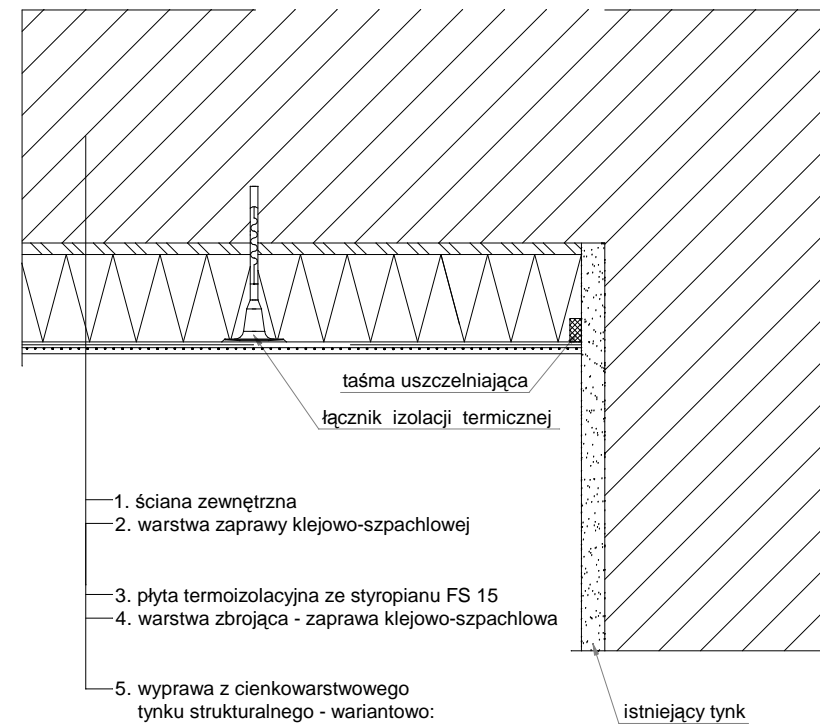 taśma uszczelniająca
łącznik izolacji termicznej
1. ściana zewnętrzna
2. warstwa zaprawy klejowo-szpachlowej
3. płyta termoizolacyjna ze styropianu FS 15
4. warstwa zbrojąca - zaprawa klejowo-szpachlowa
5. wyprawa z cienkowarstwowego
tynku strukturalnego - wariantowo:
istniejący tynk